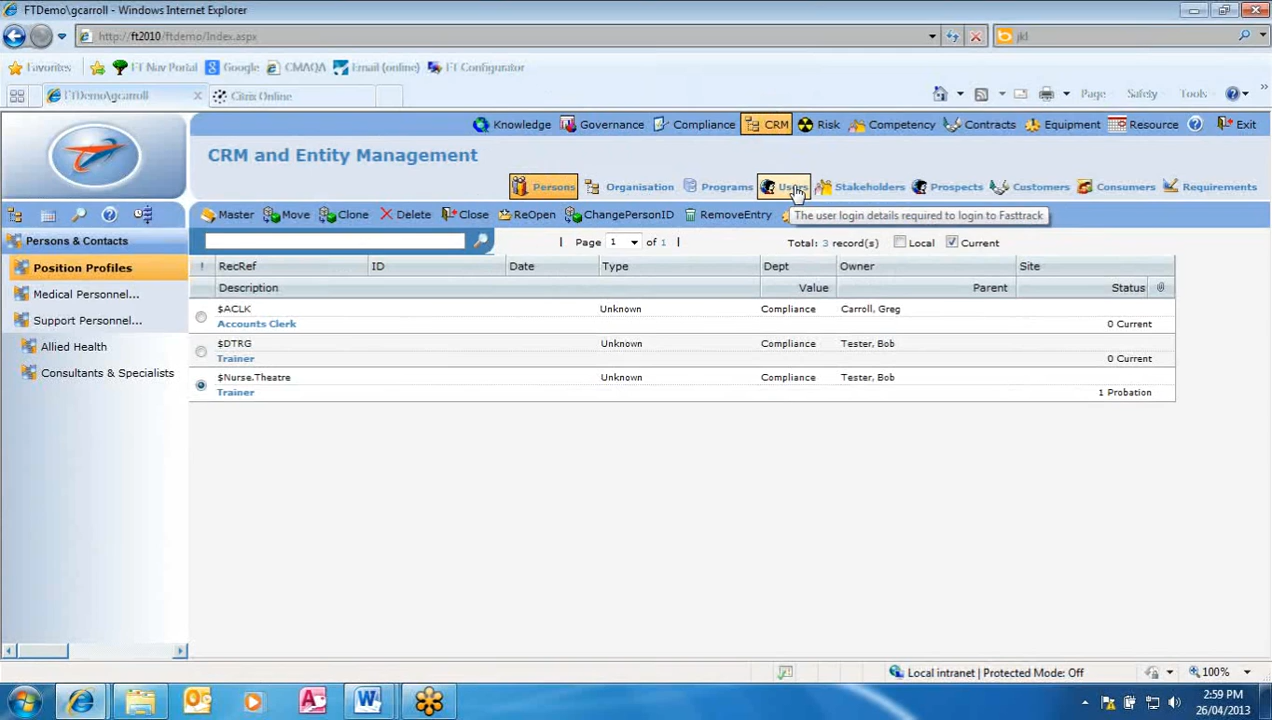 FTDemo\gcarroll - Windows Internet Explorer
http://ft2010/ftdemo/Index.aspx
jkl
Favorites FT Nav Portal Google CMAQA Email (online) FT Configurator
FTDemo\gcarroll Citrix Online Page Safety Tools
Knowledge Governance Compliance CRM Risk Competency Contracts Equipment Resource Exit
CRM and Entity Management
Persons Organisation Programs Users Stakeholders Prospects Customers Consumers Requirements
Master Move Clone Delete Close ReOpen ChangePersonID RemoveEntry
The user login details required to login to Fasttrack
Persons & Contacts
Page 1 of 1 Total: 3 record(s) Local Current
Position Profiles
Medical Personnel...
Support Personnel...
Allied Health
Consultants & Specialists
! RecRef ID Date Type Dept Owner Site
Description Value Parent Status
$ACLK Unknown Compliance Carroll, Greg
Accounts Clerk 0 Current
$DTRG Unknown Compliance Tester, Bob
Trainer 0 Current
$Nurse.Theatre Unknown Compliance Tester, Bob
Trainer 1 Probation
Local intranet | Protected Mode: Off 100%
2:59 PM
26/04/2013